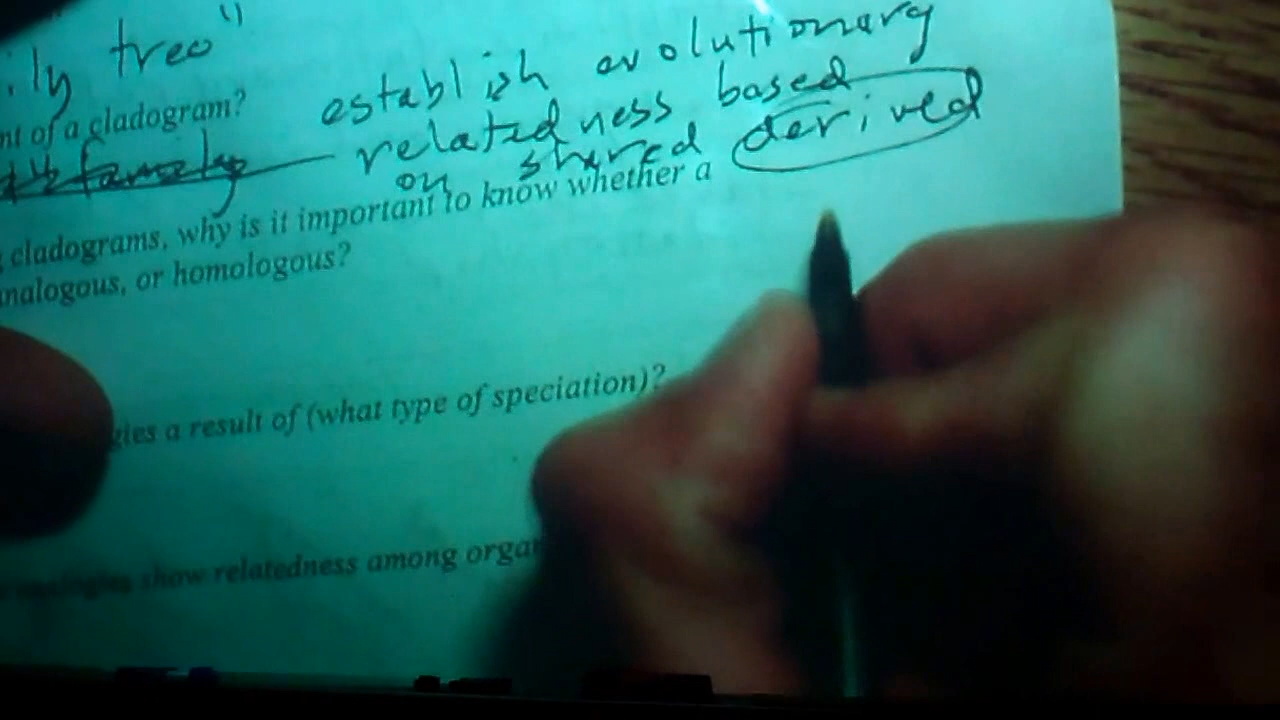 ily tree"
establish evolutionary
nt of a cladogram?
relatedness based
family
on shared derived
cladograms, why is it important to know whether a
nalogous, or homologous?
gies a result of (what type of speciation)?
show relatedness among orga